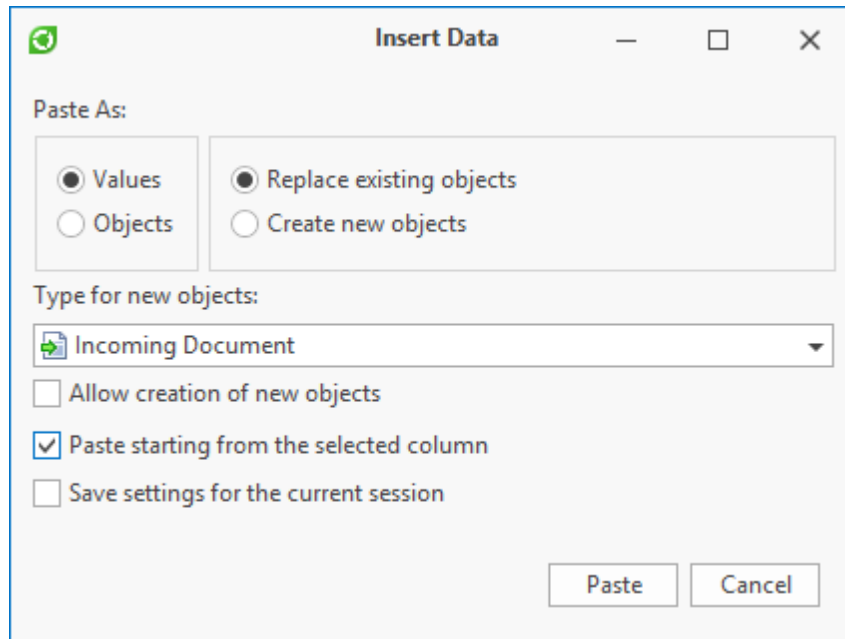 Insert Data
Paste As:
Values
Replace existing objects
Objects
Create new objects
Type for new objects:
Incoming Document
Allow creation of new objects
Paste starting from the selected column
Save settings for the current session
Paste
Cancel